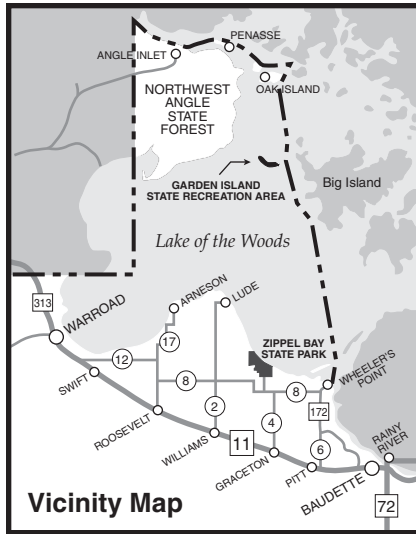 PENASSE
ANGLE INLET
OAK ISLAND
NORTHWEST
ANGLE
STATE
FOREST
GARDEN ISLAND
STATE RECREATION AREA
Big Island
Lake of the Woods
313
WARROAD
ARNESON
LUDE
17
ZIPPEL BAY
STATE PARK
12
SWIFT
8
8
WHEELER'S
POINT
ROOSEVELT
2
4
172
WILLIAMS
11
GRACETON
6
PITT
RAINY
RIVER
BAUDETTE
72
Vicinity Map